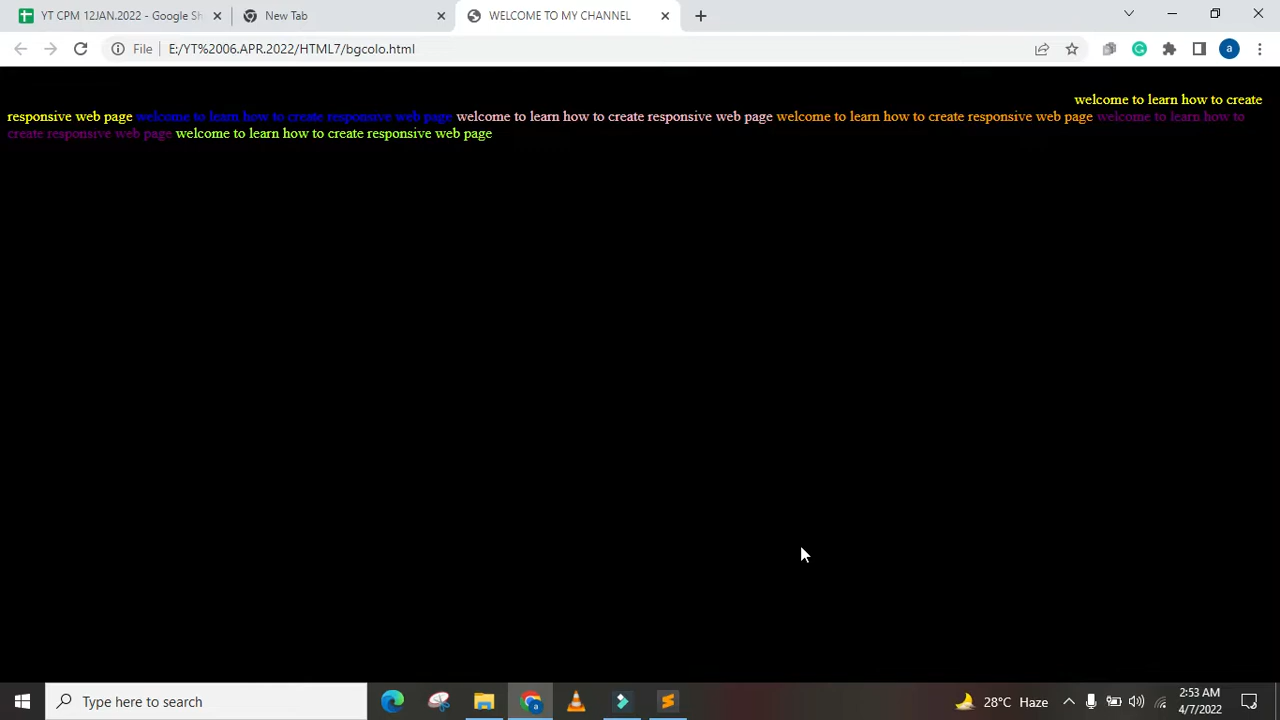 YT CPM 12JAN.2022 - Google Sh
New Tab
WELCOME TO MY CHANNEL
File
E:/YT%2006.APR.2022/HTML7/bgcolo.html
a
welcome to learn how to create
responsive web page welcome to learn how to create responsive web page welcome to learn how to create responsive web page welcome to learn how to create responsive web page welcome to learn how to
create responsive web page welcome to learn how to create responsive web page
Type here to search
a
28°C Haze
2:53 AM
4/7/2022